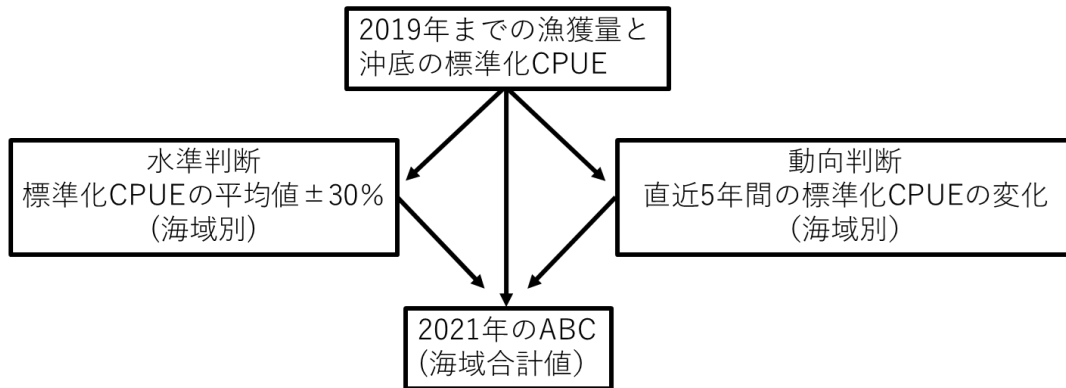 2019年までの漁獲量と
沖底の標準化CPUE
水準判断
標準化CPUEの平均値±30%
(海域別)
動向判断
直近5年間の標準化CPUEの変化
(海域別)
2021年のABC
(海域合計値)